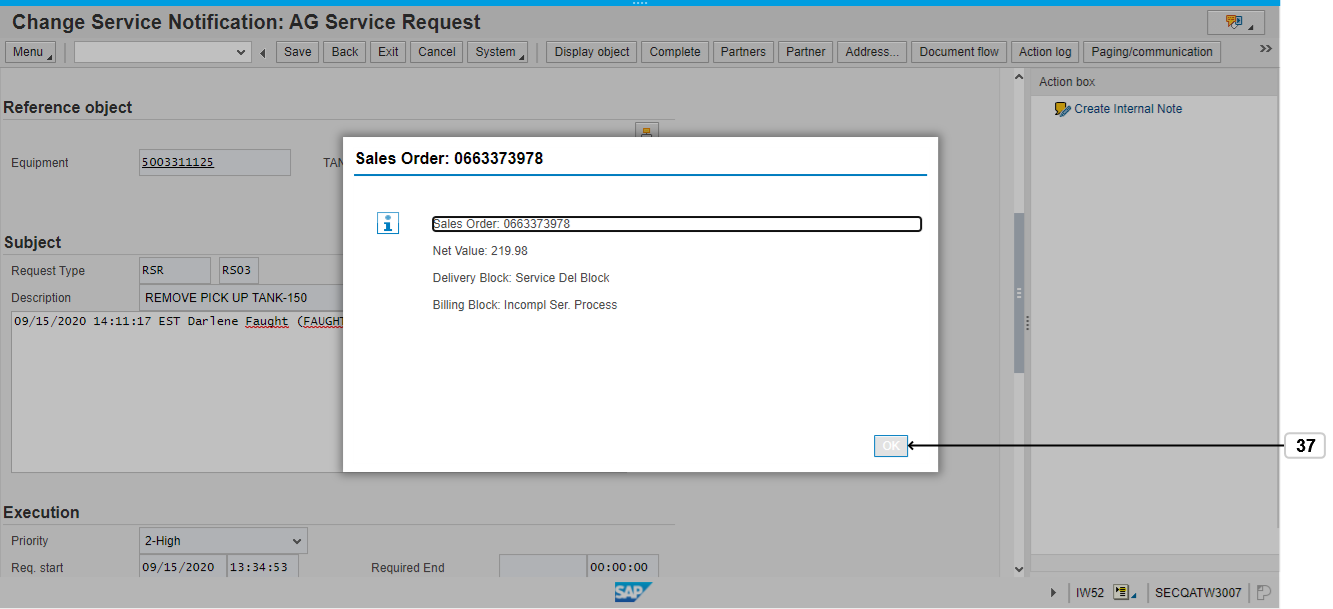 Change Service Notification: AG Service Request
Menu Save Back Exit Cancel System Display object Complete Partners Partner Address... Document flow Action log Paging/communication
Action box
Create Internal Note
Reference object
Equipment 5003311125 TAN
Sales Order: 0663373978
Sales Order: 0663373978
Net Value: 219.98
Delivery Block: Service Del Block
Billing Block: Incompl Ser. Process
OK
37
Subject
Request Type RSR RS03
Description REMOVE PICK UP TANK-150
09/15/2020 14:11:17 EST Darlene Faught (FAUGHT
Execution
Priority 2-High
Req. start 09/15/2020 13:34:53 Required End 00:00:00
SAP
IW52 SECQATW3007